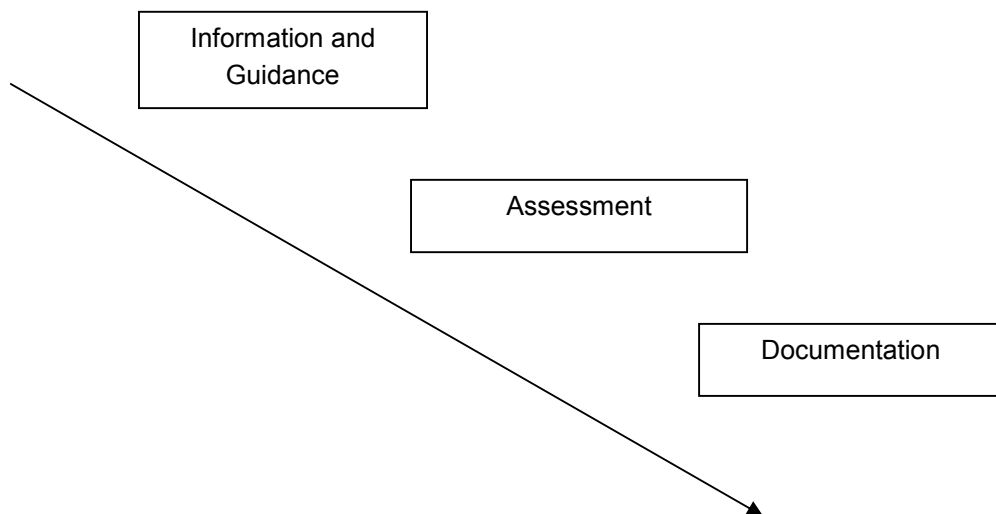 Information and
Guidance
Assessment
Documentation